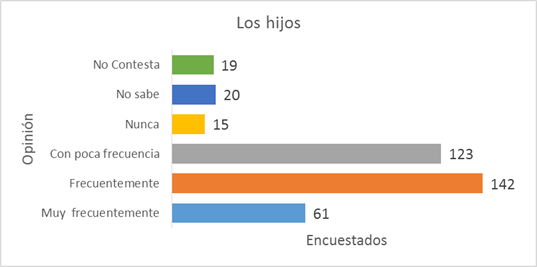 Los hijos
Opinión
No Contesta 19
No sabe 20
Nunca 15
Con poca frecuencia 123
Frecuentemente 142
Muy frecuentemente 61
Encuestados